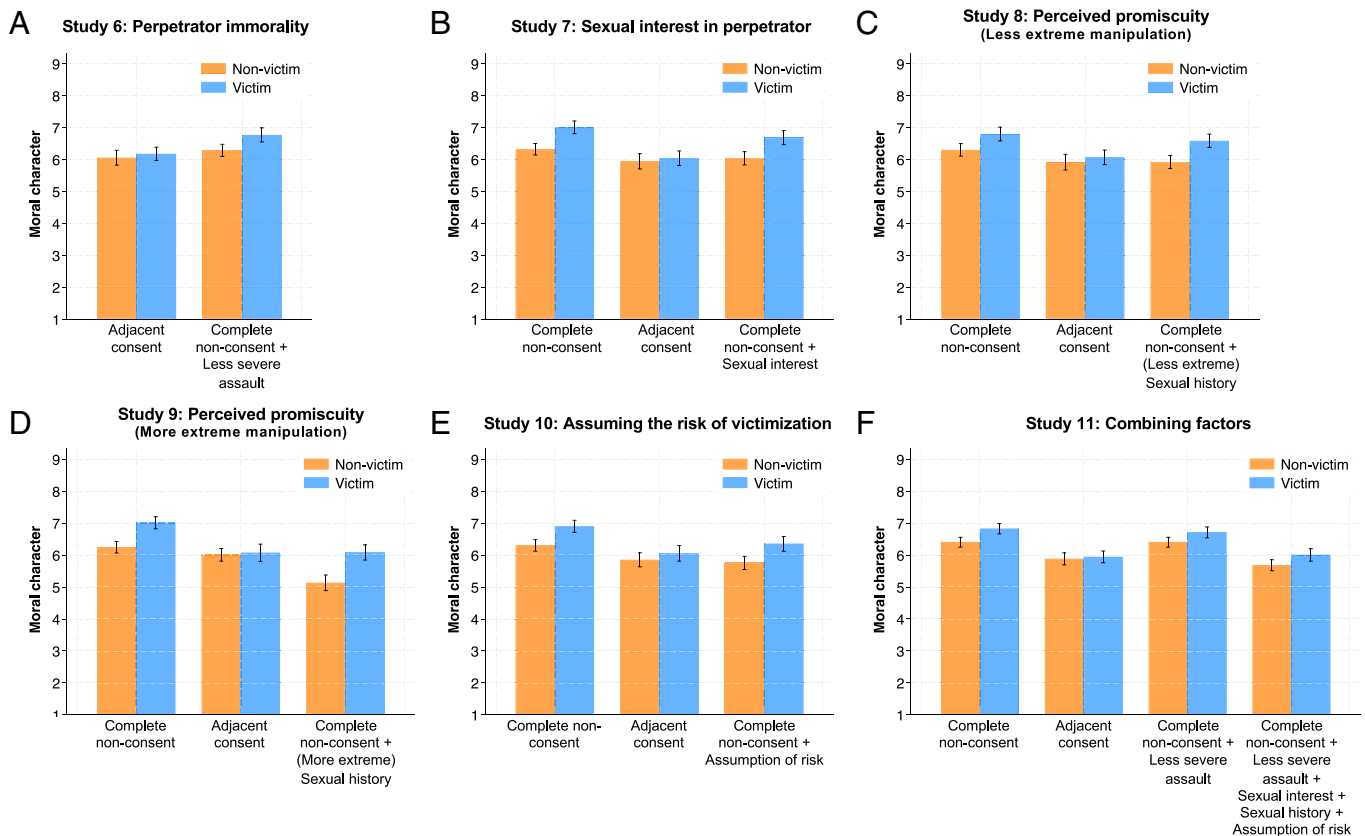 A
Study 6: Perpetrator immorality
Non-victim
Victim
Moral character
9
8
7
6
5
4
3
2
1
Adjacent
consent
Complete
non-consent +
Less severe
assault
B
Study 7: Sexual interest in perpetrator
Non-victim
Victim
Moral character
9
8
7
6
5
4
3
2
1
Complete
non-consent
Adjacent
consent
Complete
non-consent +
Sexual interest
C
Study 8: Perceived promiscuity
(Less extreme manipulation)
Non-victim
Victim
Moral character
9
8
7
6
5
4
3
2
1
Complete
non-consent
Adjacent
consent
Complete
non-consent +
(Less extreme)
Sexual history
D
Study 9: Perceived promiscuity
(More extreme manipulation)
Non-victim
Victim
Moral character
9
8
7
6
5
4
3
2
1
Complete
non-consent
Adjacent
consent
Complete
non-consent +
(More extreme)
Sexual history
E
Study 10: Assuming the risk of victimization
Non-victim
Victim
Moral character
9
8
7
6
5
4
3
2
1
Complete non-
consent
Adjacent
consent
Complete
non-consent +
Assumption of risk
F
Study 11: Combining factors
Non-victim
Victim
Moral character
9
8
7
6
5
4
3
2
1
Complete
non-consent
Adjacent
consent
Complete
non-consent +
Less severe
assault
Complete
non-consent +
Less severe
assault +
Sexual interest +
Sexual history +
Assumption of risk